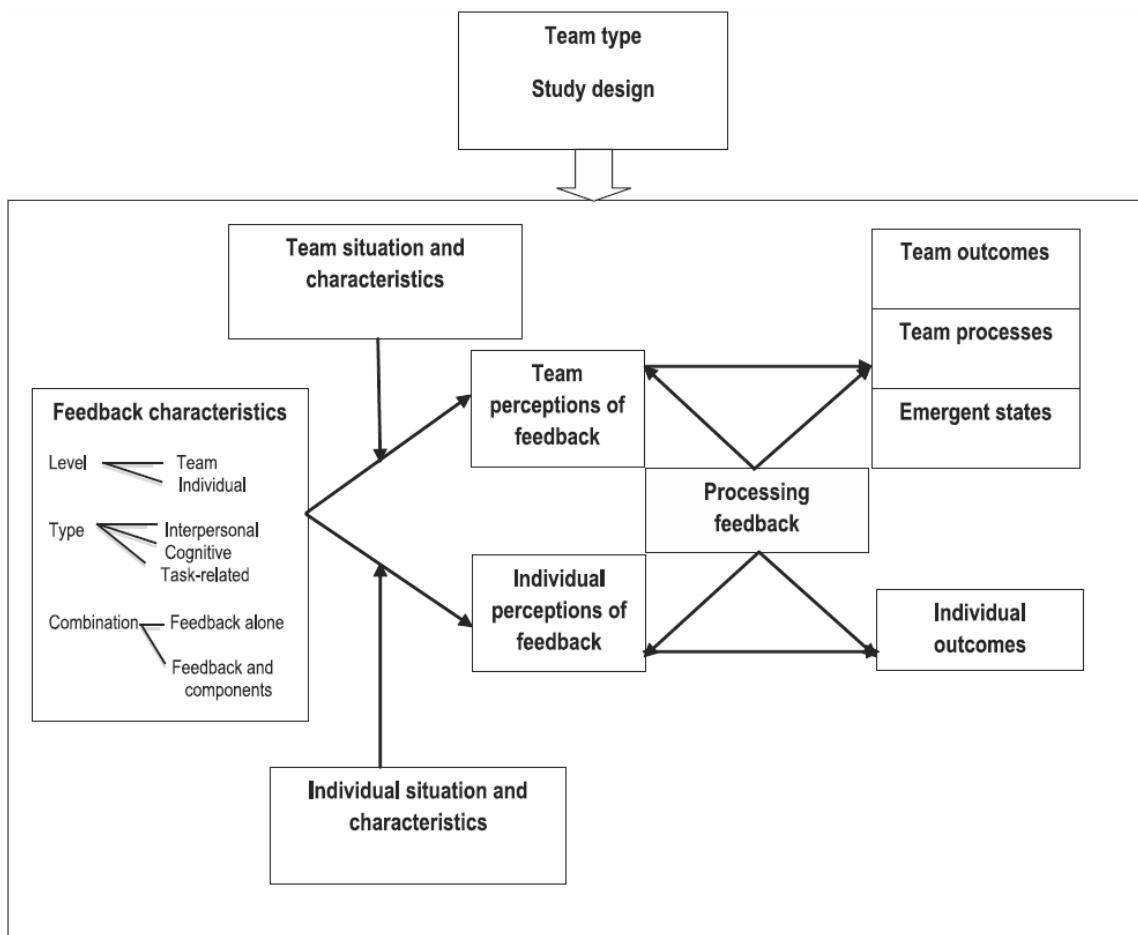 Team type
Study design
Team situation and
characteristics
Team outcomes
Team processes
Emergent states
Team
perceptions of
feedback
Feedback characteristics
Level
Team
Individual
Type
Interpersonal
Cognitive
Task-related
Combination
Feedback alone
Feedback and
components
Processing
feedback
Individual
perceptions of
feedback
Individual
outcomes
Individual situation and
characteristics